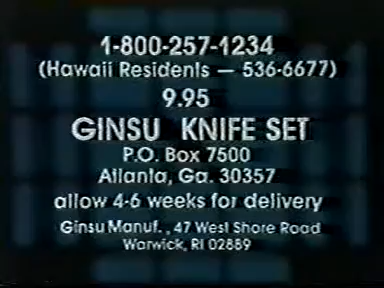 1-800-257-1234
(Hawaii Residents — 536-6677)
9.95
GINSU KNIFE SET
P.O. Box 7500
Atlanta, Ga. 30357
allow 4-6 weeks for delivery
Ginsu Manuf., 47 West Shore Road
Warwick, RI 02889